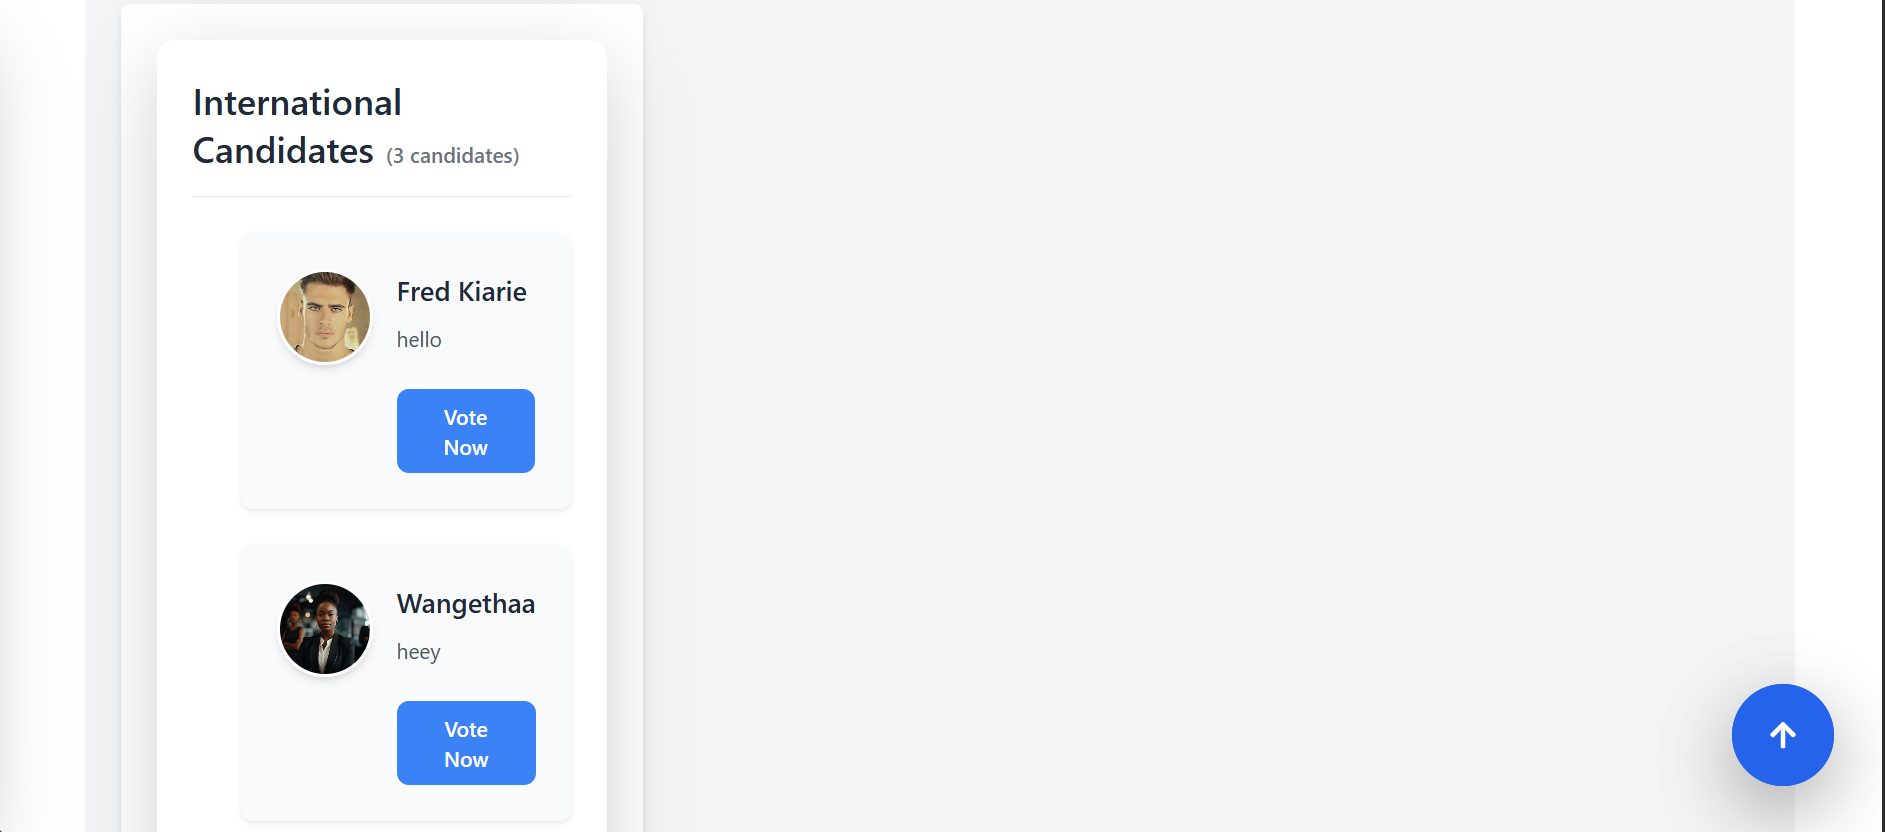 International
Candidates (3 candidates)
Fred Kiarie
hello
Vote
Now
Wangethaa
heey
Vote
Now